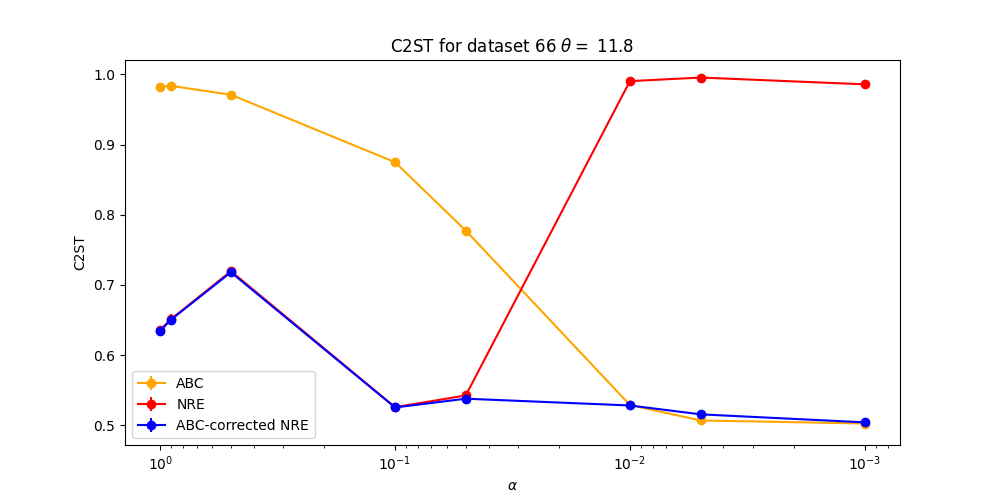 C2ST for dataset 66 θ = 11.8
C2ST
1.0
0.9
0.8
0.7
0.6
0.5
ABC
NRE
ABC-corrected NRE
10⁰ 10⁻¹ 10⁻² 10⁻³
α